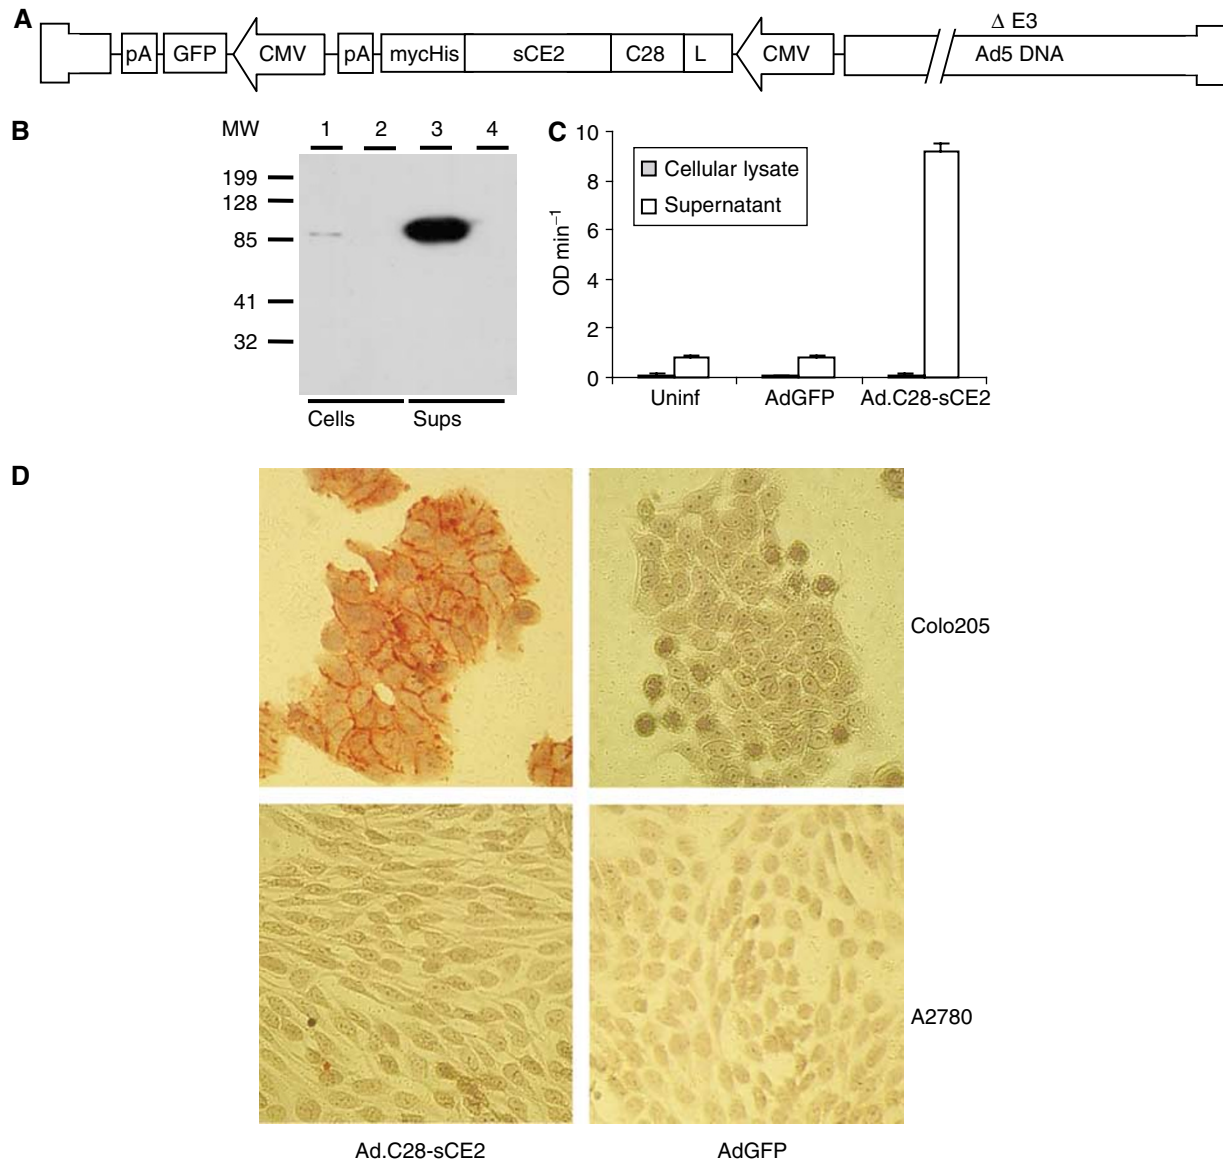 A
Δ E3
pA GFP CMV pA mycHis sCE2 C28 L CMV Ad5 DNA
B
MW 1 2 3 4
199
128
85
41
32
Cells Sups
C
10
8
6
4
2
0
OD min⁻¹
Cellular lysate
Supernatant
Uninf AdGFP Ad.C28-sCE2
D
Colo205
A2780
Ad.C28-sCE2 AdGFP